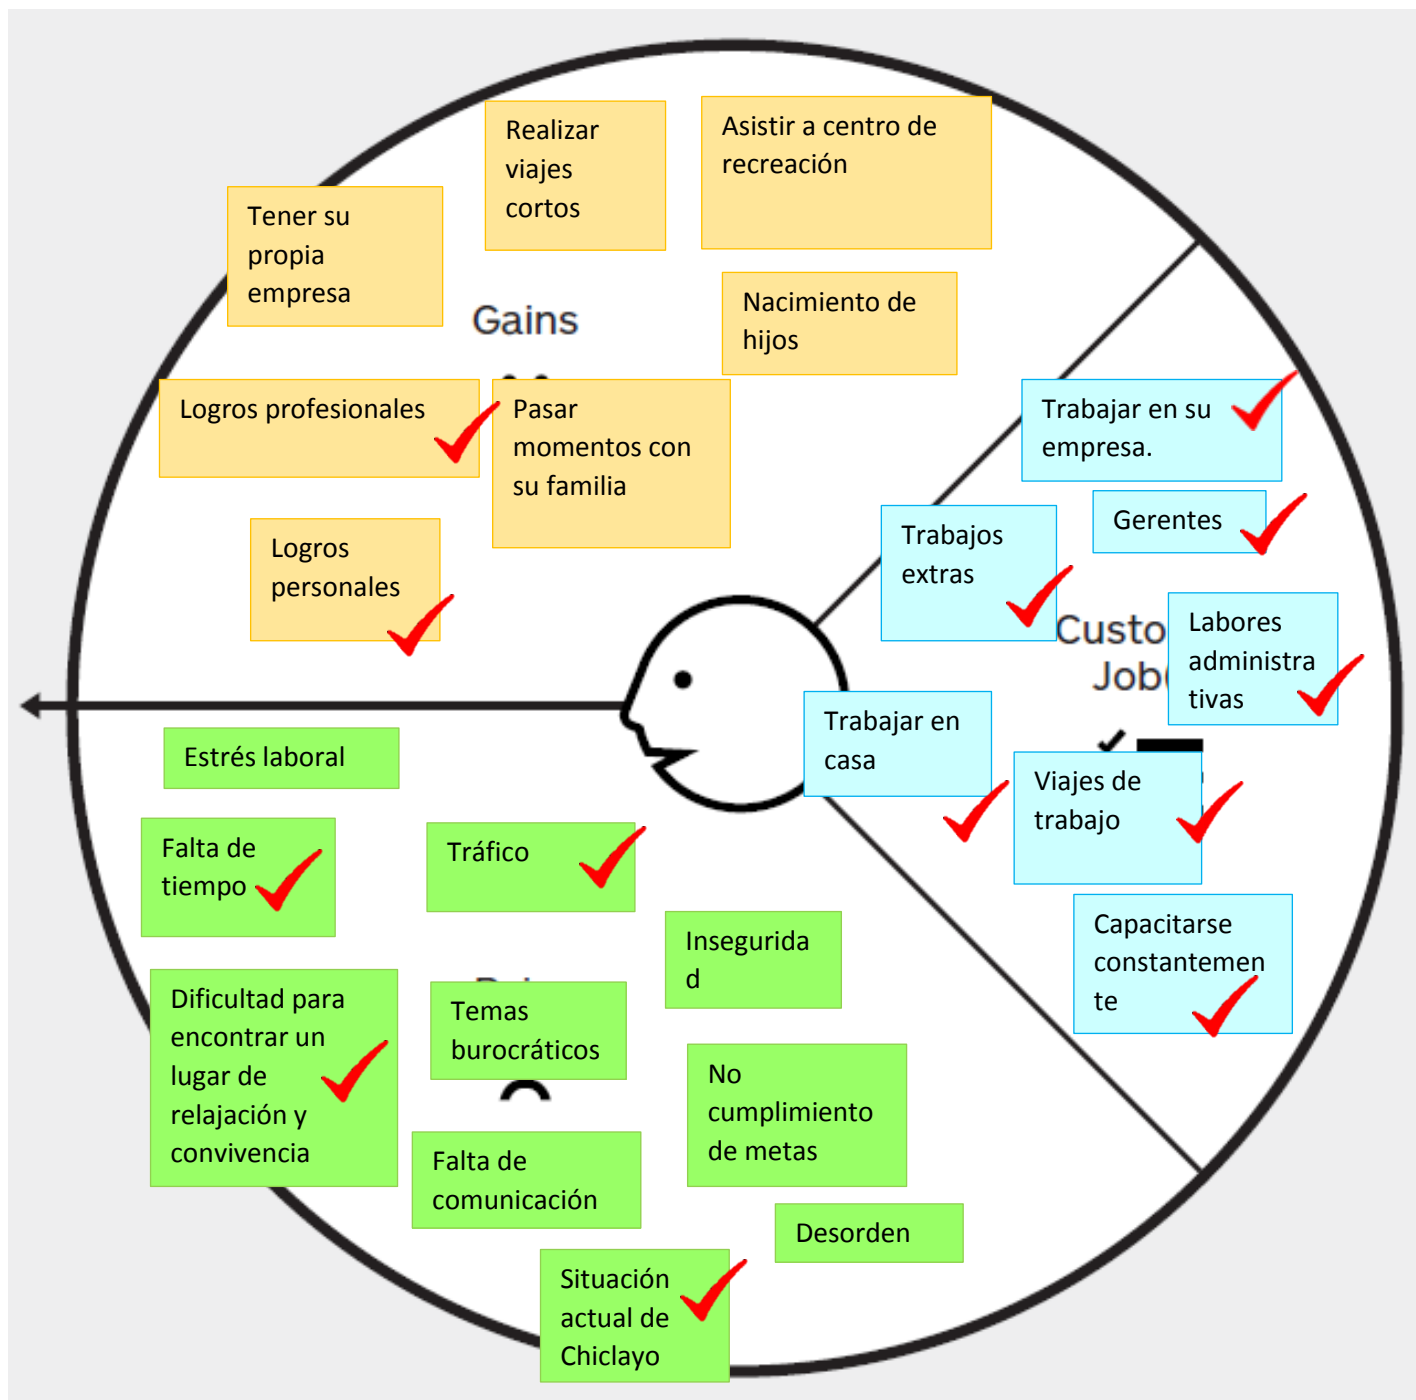 Realizar
viajes
cortos
Asistir a centro de
recreación
Tener su
propia
empresa
Gains
Nacimiento de
hijos
Logros profesionales
Pasar
momentos con
su familia
Logros
personales
Trabajar en su
empresa.
Gerentes
Trabajos
extras
Custo
Job(
Labores
administra
tivas
Trabajar en
casa
Viajes de
trabajo
Capacitarse
constantemen
te
Estrés laboral
Falta de
tiempo
Tráfico
Insegurida
d
Dificultad para
encontrar un
lugar de
relajación y
convivencia
Temas
burocráticos
No
cumplimiento
de metas
Falta de
comunicación
Desorden
Situación
actual de
Chiclayo